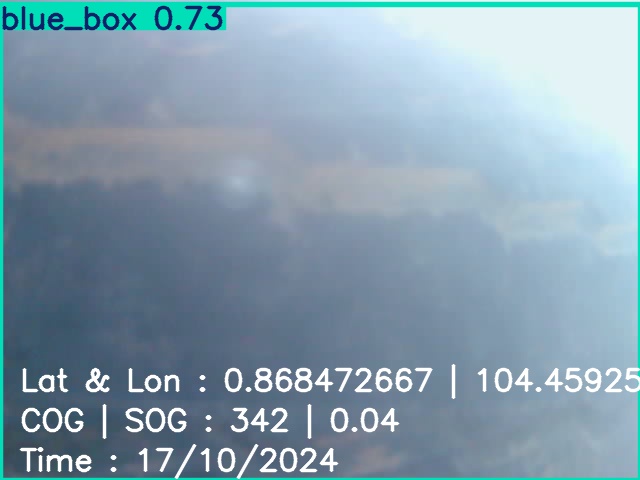 blue_box 0.73
Lat & Lon : 0.868472667 | 104.45925
COG | SOG : 342 | 0.04
Time : 17/10/2024